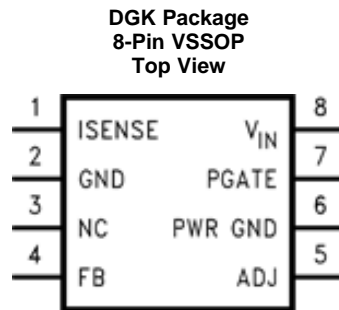 DGK Package
8-Pin VSSOP
Top View
1 ISENSE VIN 8
2 GND PGATE 7
3 NC PWR GND 6
4 FB ADJ 5